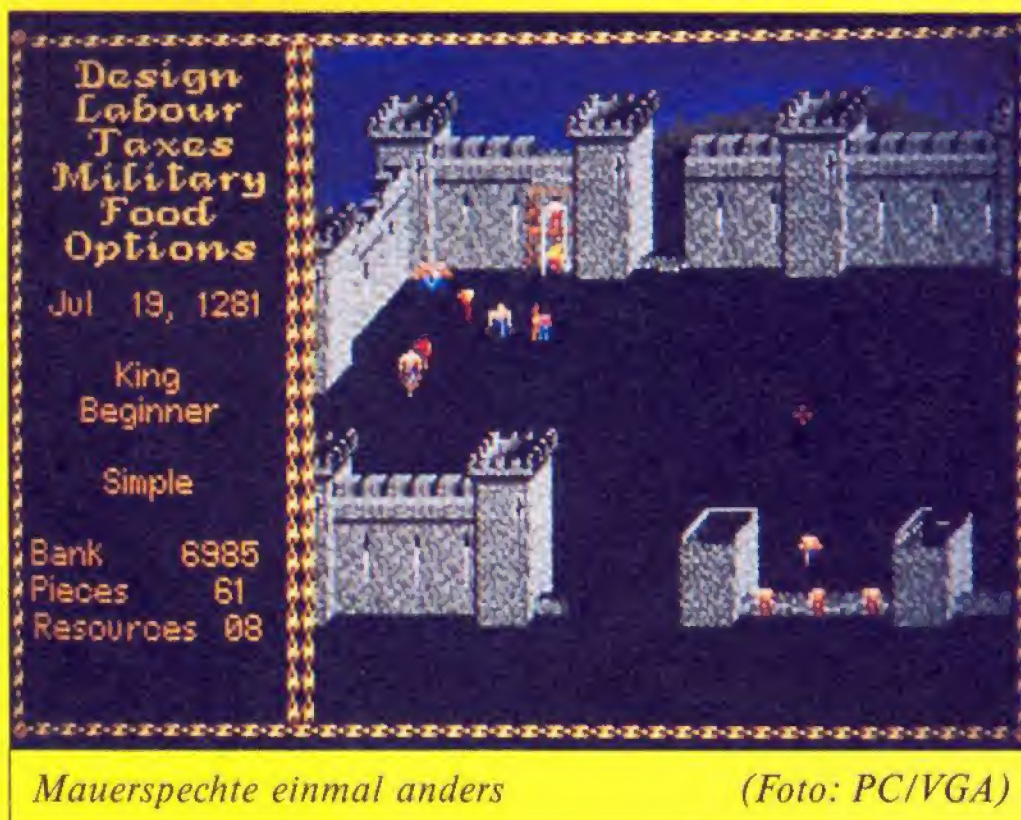 Design
Labour
Taxes
Military
Food
Options
Jul 19, 1281
King
Beginner
Simple
Bank 6985
Pieces 61
Resources 08
Mauerspechte einmal anders (Foto: PC/VGA)